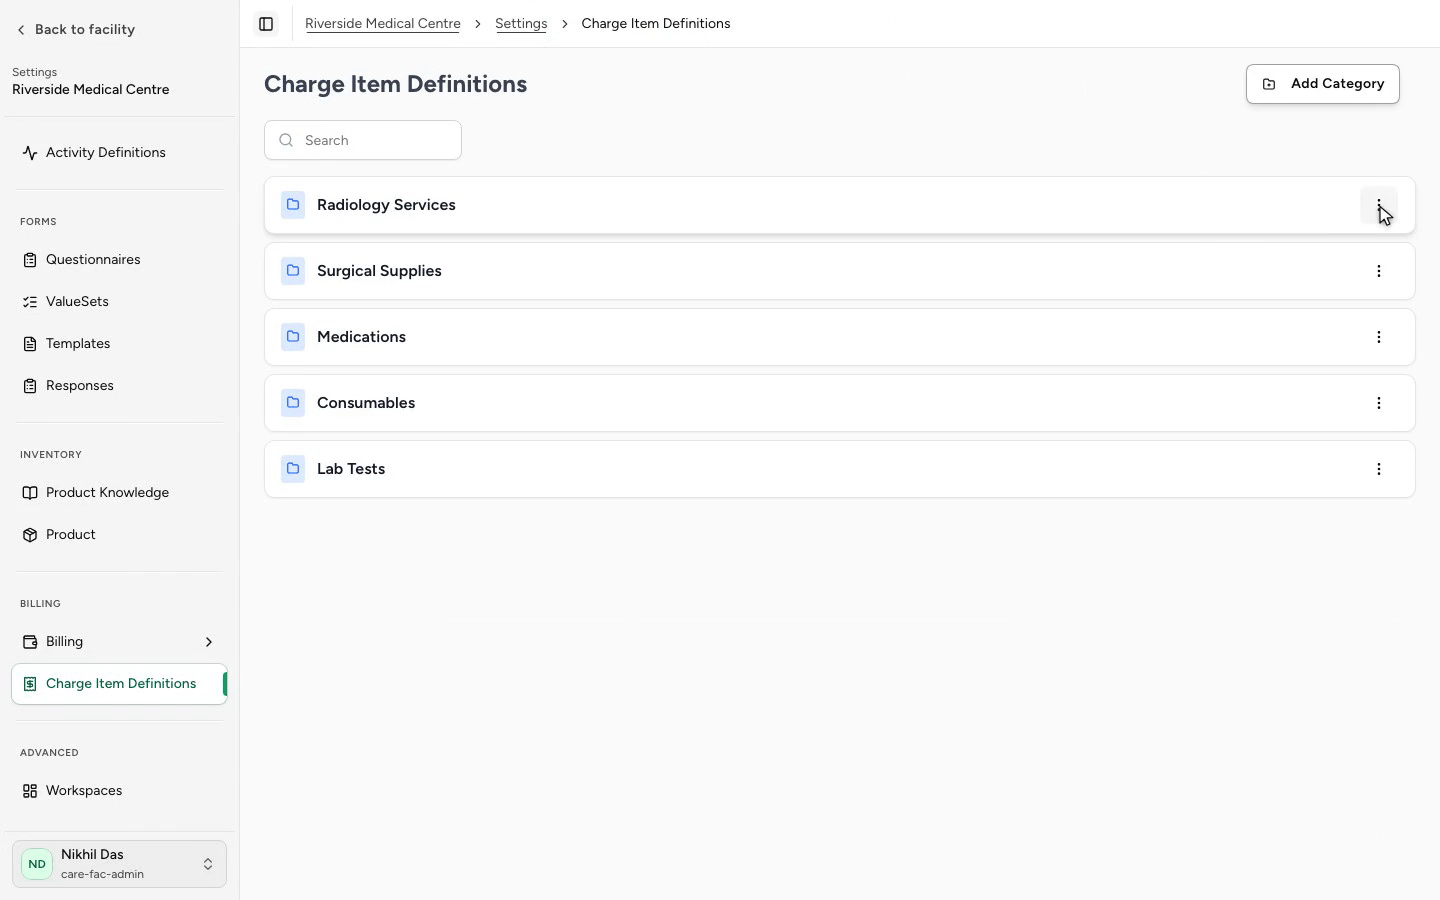 Back to facility
Settings
Riverside Medical Centre
Activity Definitions
FORMS
Questionnaires
ValueSets
Templates
Responses
INVENTORY
Product Knowledge
Product
BILLING
Billing
Charge Item Definitions
ADVANCED
Workspaces
ND
Nikhil Das
care-fac-admin
Riverside Medical Centre > Settings > Charge Item Definitions
Charge Item Definitions
Add Category
Search
Radiology Services
Surgical Supplies
Medications
Consumables
Lab Tests